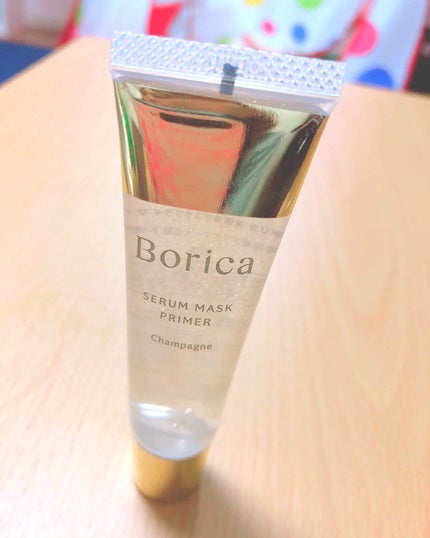 Borica
SERUM MASK
PRIMER
Champagne